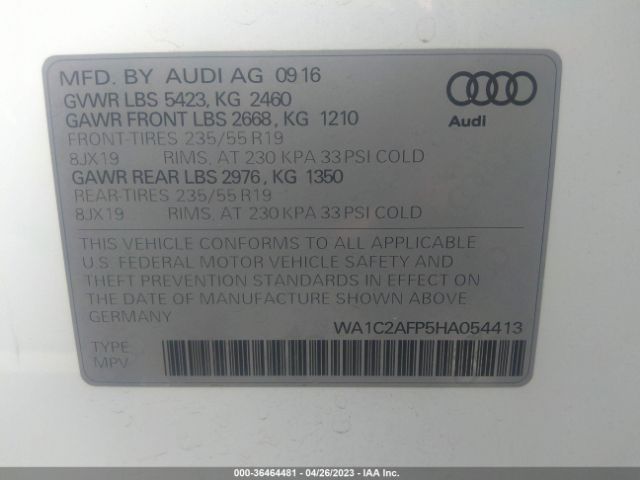 MFD. BY AUDI AG 0916
GVWR LBS 5423, KG 2460
GAWR FRONT LBS 2668, KG 1210
FRONT-TIRES 235/55 R19
8JX19 RIMS, AT 230 KPA 33 PSI COLD
GAWR REAR LBS 2976, KG 1350
REAR-TIRES 235/55 R19
8JX19 RIMS, AT 230 KPA 33 PSI COLD
Audi
THIS VEHICLE CONFORMS TO ALL APPLICABLE
U.S. FEDERAL MOTOR VEHICLE SAFETY AND
THEFT PREVENTION STANDARDS IN EFFECT ON
THE DATE OF MANUFACTURE SHOWN ABOVE
GERMANY
WA1C2AFP5HA054413
TYPE
MPV
000-36464481 - 04/26/2023 - IAA Inc.